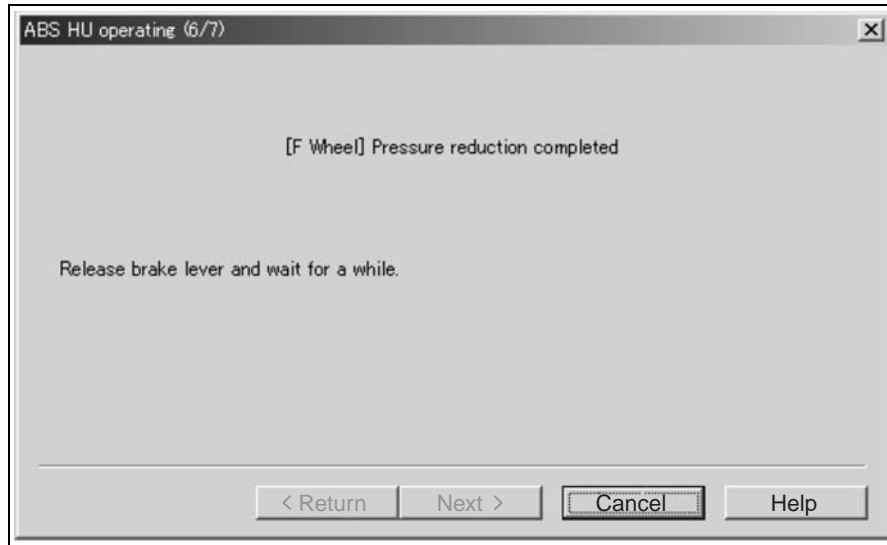 ABS HU operating (6/7)
[F Wheel] Pressure reduction completed
Release brake lever and wait for a while.
< Return Next > Cancel Help